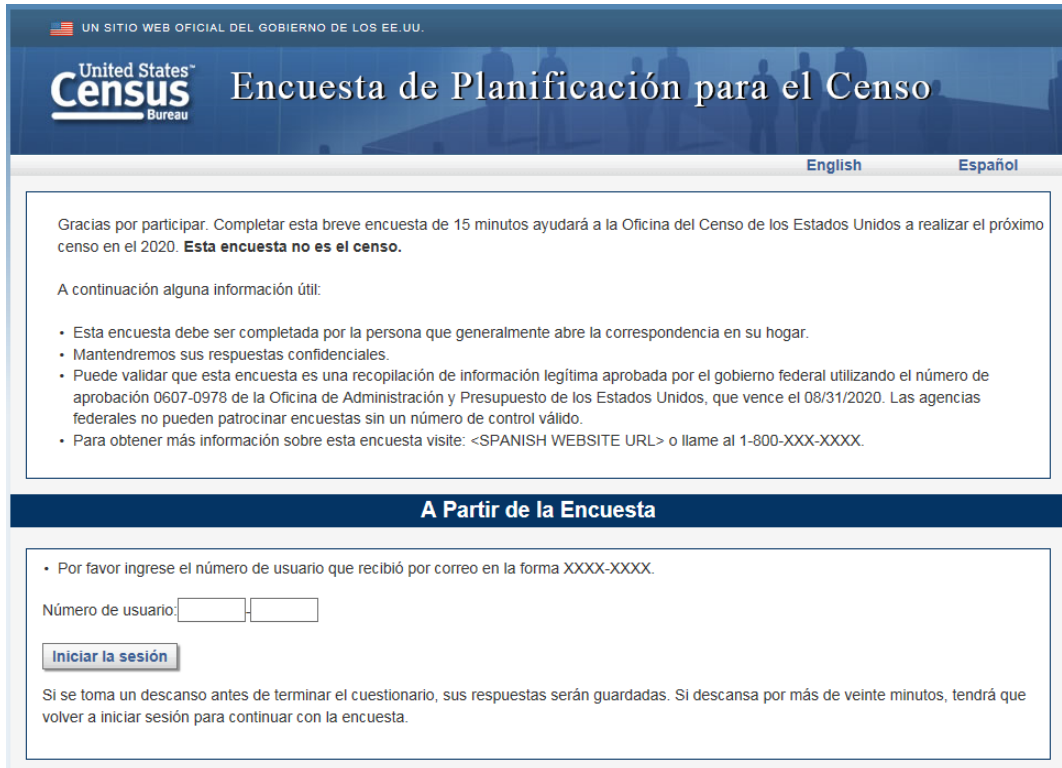 UN SITIO WEB OFICIAL DEL GOBIERNO DE LOS EE.UU.
United States™
Census
Bureau
Encuesta de Planificación para el Censo
English Español
Gracias por participar. Completar esta breve encuesta de 15 minutos ayudará a la Oficina del Censo de los Estados Unidos a realizar el próximo
censo en el 2020. Esta encuesta no es el censo.
A continuación alguna información útil:
• Esta encuesta debe ser completada por la persona que generalmente abre la correspondencia en su hogar.
• Mantendremos sus respuestas confidenciales.
• Puede validar que esta encuesta es una recopilación de información legítima aprobada por el gobierno federal utilizando el número de
aprobación 0607-0978 de la Oficina de Administración y Presupuesto de los Estados Unidos, que vence el 08/31/2020. Las agencias
federales no pueden patrocinar encuestas sin un número de control válido.
• Para obtener más información sobre esta encuesta visite: <SPANISH WEBSITE URL> o llame al 1-800-XXX-XXXX.
A Partir de la Encuesta
• Por favor ingrese el número de usuario que recibió por correo en la forma XXXX-XXXX.
Número de usuario: -
Iniciar la sesión
Si se toma un descanso antes de terminar el cuestionario, sus respuestas serán guardadas. Si descansa por más de veinte minutos, tendrá que
volver a iniciar sesión para continuar con la encuesta.